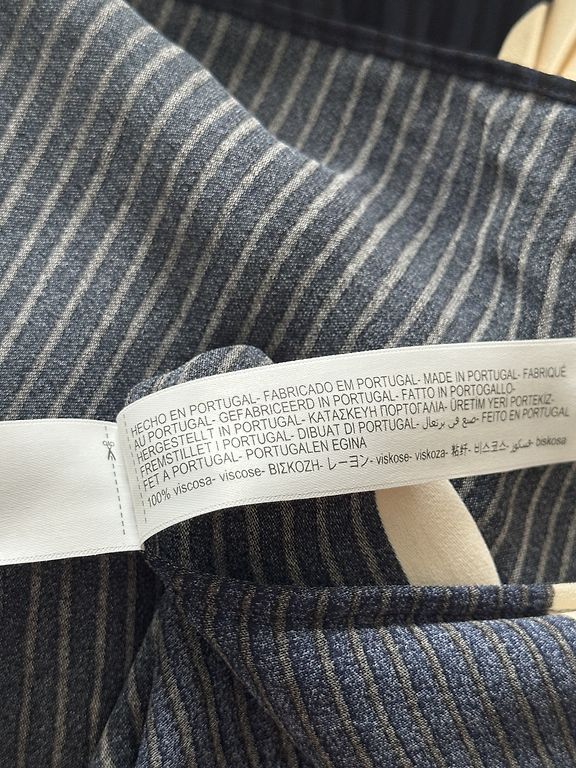 HECHO EN PORTUGAL- FABRICADO EM PORTUGAL- MADE IN PORTUGAL- FABRIQUÉ
AU PORTUGAL- GEFABRICEERD IN PORTUGAL- FATTO IN PORTOGALLO-
HERGESTELLT IN PORTUGAL- ΚΑΤΑΣΚΕΥΗ ΠΟΡΤΟΓΑΛΙΑ- ÜRETIM YERI PORTEKIZ-
FREMSTILLET I PORTUGAL- DIBUAT DI PORTUGAL- صنع في برتغال- FEITO EN PORTUGAL
FET A PORTUGAL- PORTUGALEN EGINA
100% viscosa- viscose- ΒΙΣΚΟΖΗ- レーヨン- viskose- viskoza- 粘纤- 비스코스- فسكوز- biskosa